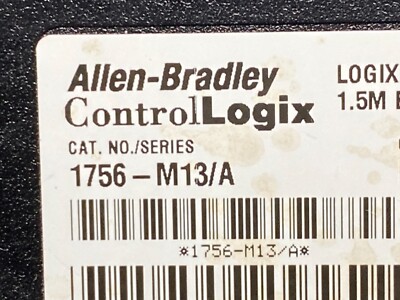 Allen-Bradley
ControlLogix
LOGIX
1.5M
CAT. NO./SERIES
1756 – M13/A
*1756-M13/A*